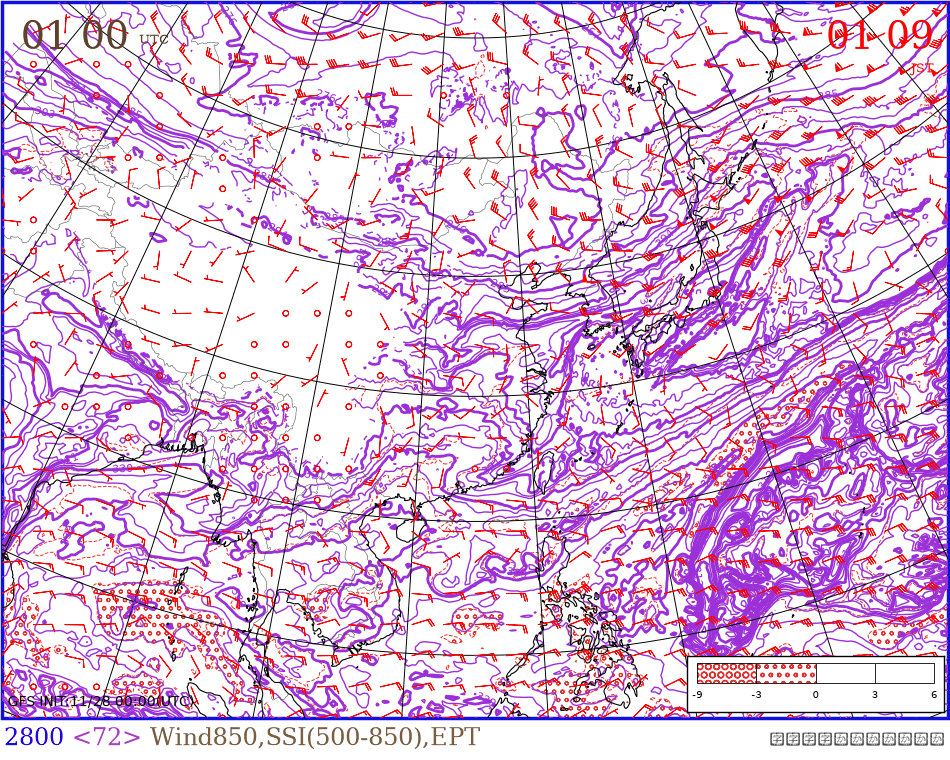 01 00 UTC
01 09
JST
GFS INIT:11/28 00:00(UTC)
-9 -3 0 3 6
2800 <72> Wind850,SSI(500-850),EPT